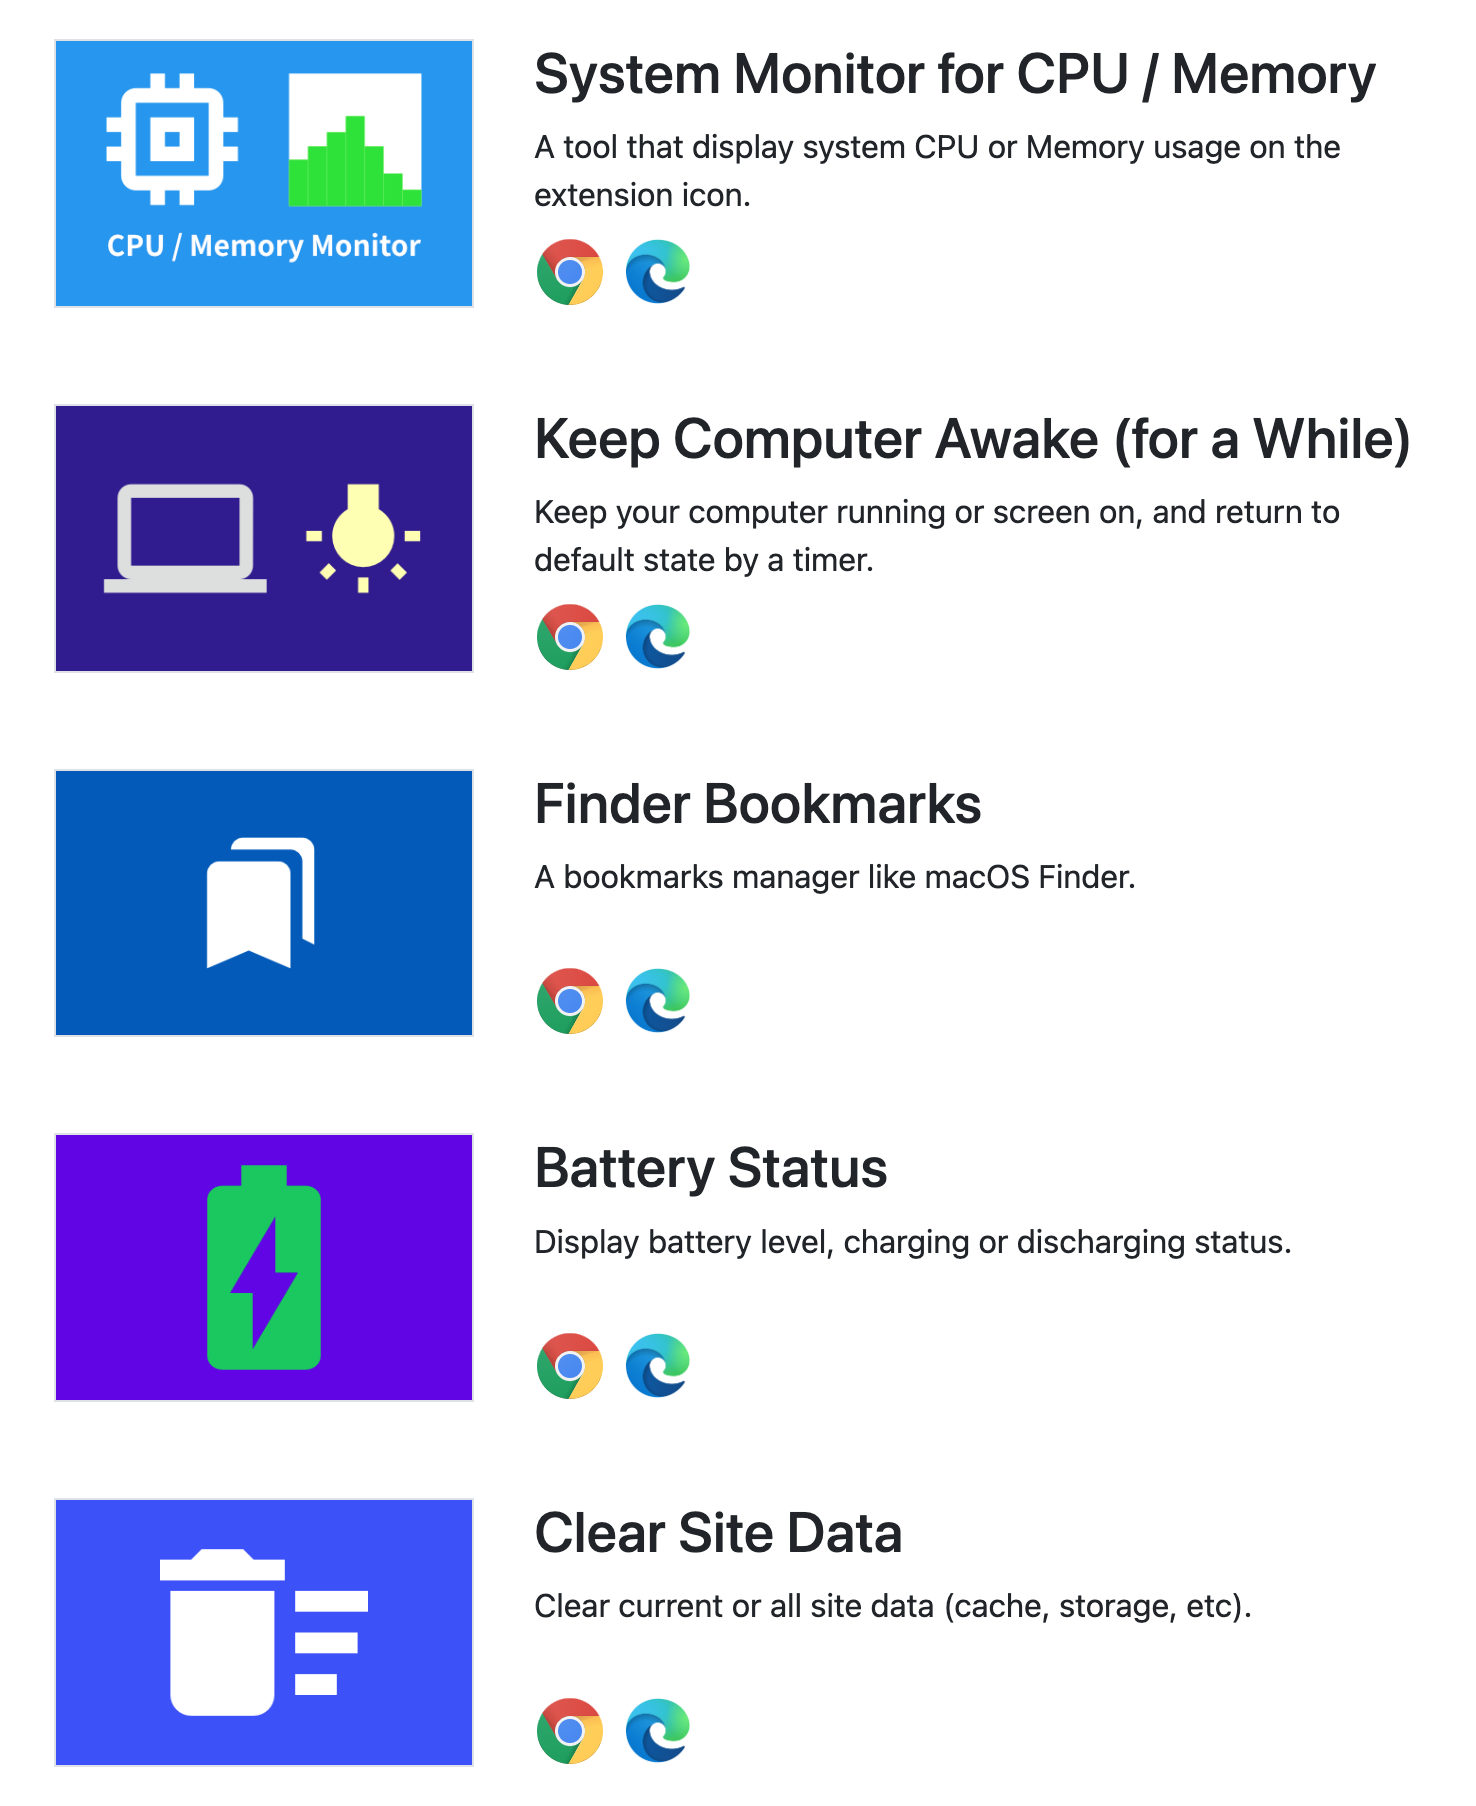 CPU / Memory Monitor
System Monitor for CPU / Memory
A tool that display system CPU or Memory usage on the
extension icon.
Keep Computer Awake (for a While)
Keep your computer running or screen on, and return to
default state by a timer.
Finder Bookmarks
A bookmarks manager like macOS Finder.
Battery Status
Display battery level, charging or discharging status.
Clear Site Data
Clear current or all site data (cache, storage, etc).